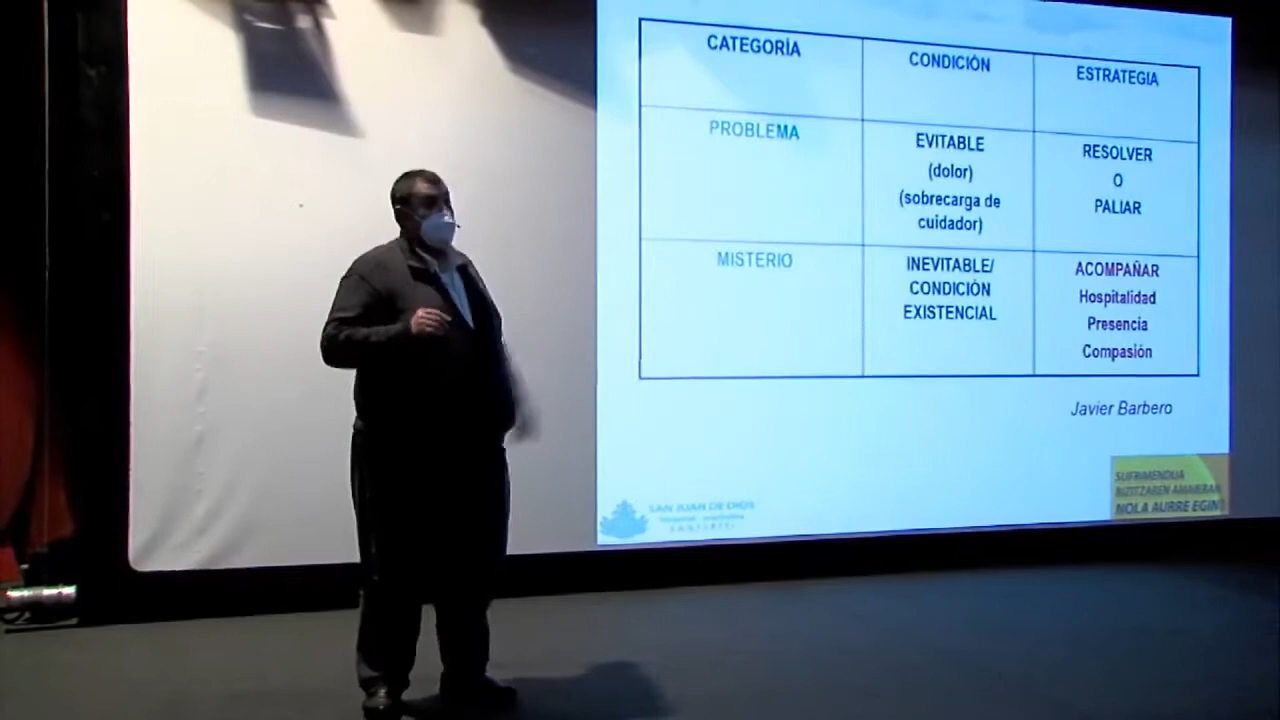 CATEGORÍA
CONDICIÓN
ESTRATEGIA
PROBLEMA
EVITABLE
(dolor)
(sobrecarga de
cuidador)
RESOLVER
O
PALIAR
MISTERIO
INEVITABLE/
CONDICIÓN
EXISTENCIAL
ACOMPAÑAR
Hospitalidad
Presencia
Compasión
Javier Barbero
SAN JUAN DE DIOS
SUFRIMENDUA
BIZITZAREN AMAIERAN
NOLA AURRE EGIN